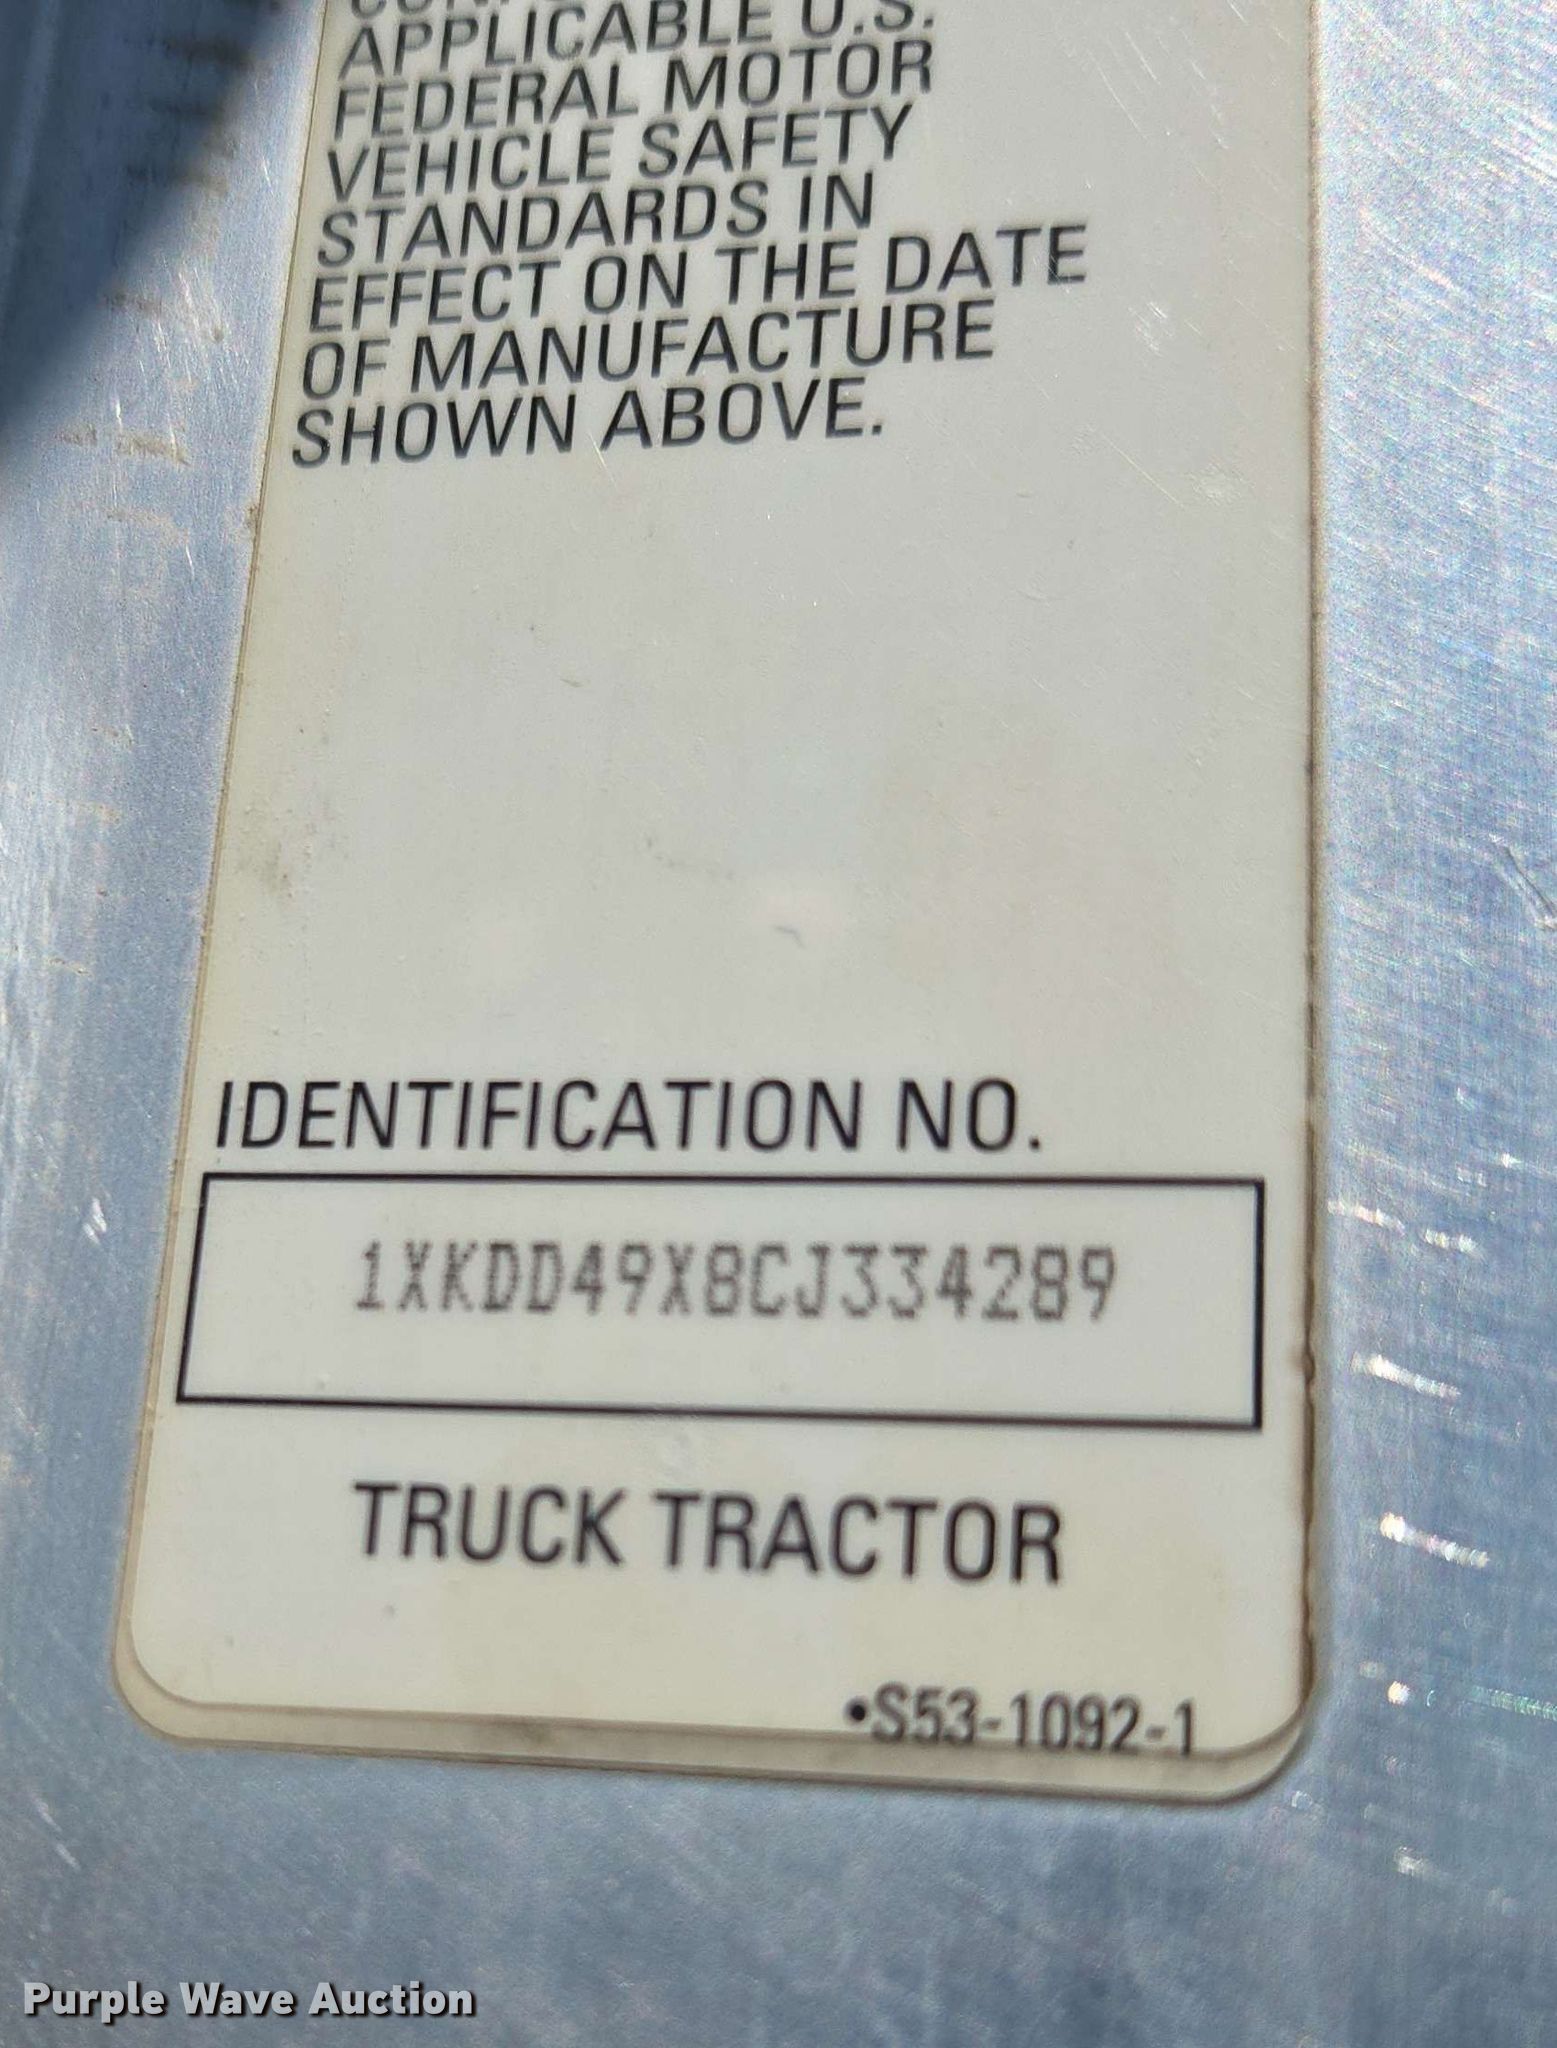 APPLICABLE U.S.
FEDERAL MOTOR
VEHICLE SAFETY
STANDARDS IN
EFFECT ON THE DATE
OF MANUFACTURE
SHOWN ABOVE.
IDENTIFICATION NO.
1XKDD49X8CJ334289
TRUCK TRACTOR
•S53-1092-1
Purple Wave Auction